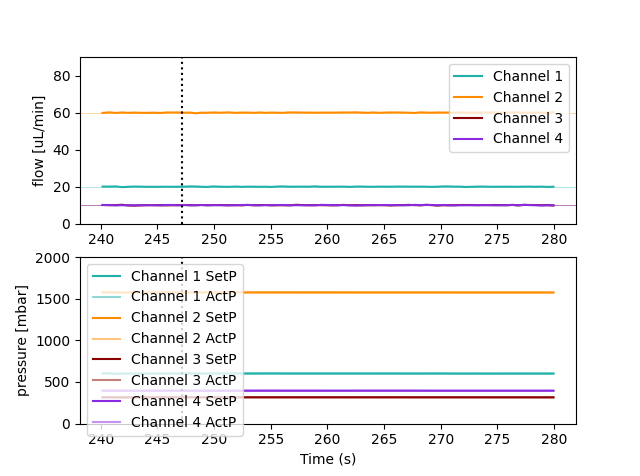 80
60
40
20
0
flow [uL/min]
Channel 1
Channel 2
Channel 3
Channel 4
240 245 250 255 260 265 270 275 280
2000
1500
1000
500
0
pressure [mbar]
Channel 1 SetP
Channel 1 ActP
Channel 2 SetP
Channel 2 ActP
Channel 3 SetP
Channel 3 ActP
Channel 4 SetP
Channel 4 ActP
240 245 250 255 260 265 270 275 280
Time (s)